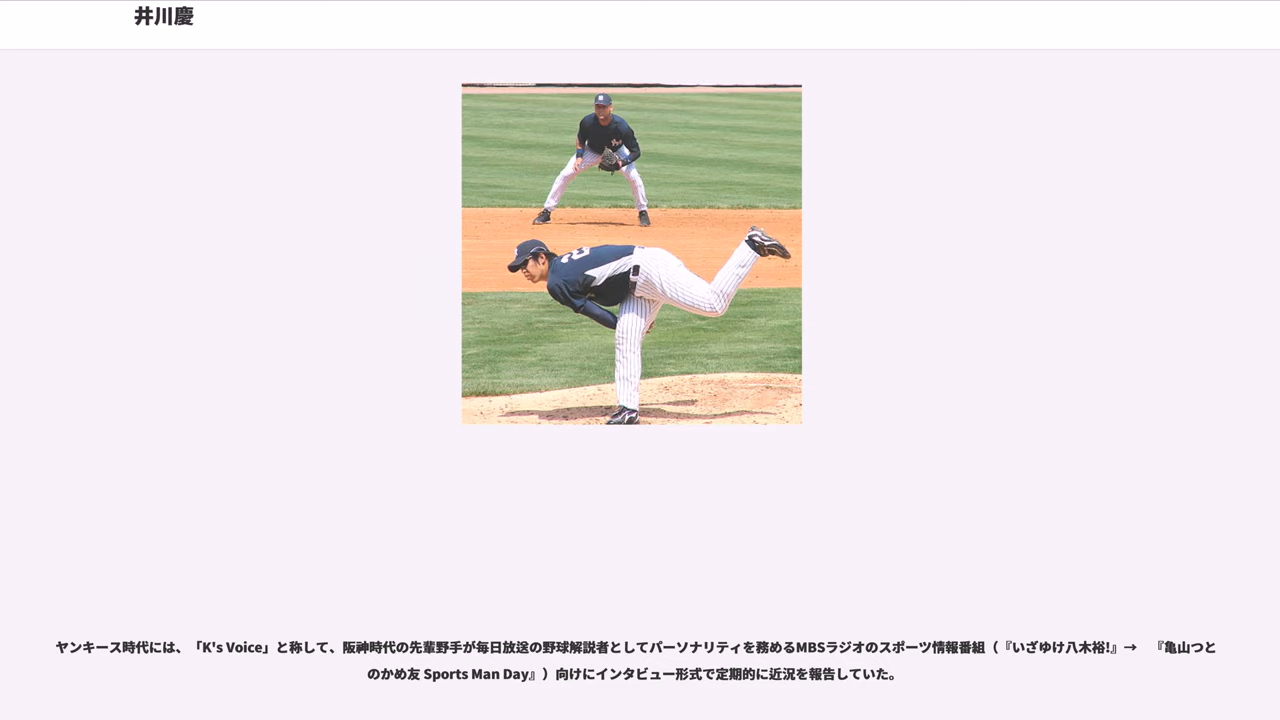 井川慶
ヤンキース時代には、「K's Voice」と称して、阪神時代の先輩野手が毎日放送の野球解説者としてパーソナリティを務めるMBSラジオのスポーツ情報番組（『いざゆけ八木裕!』→　『亀山つと
のかめ友 Sports Man Day』）向けにインタビュー形式で定期的に近況を報告していた。